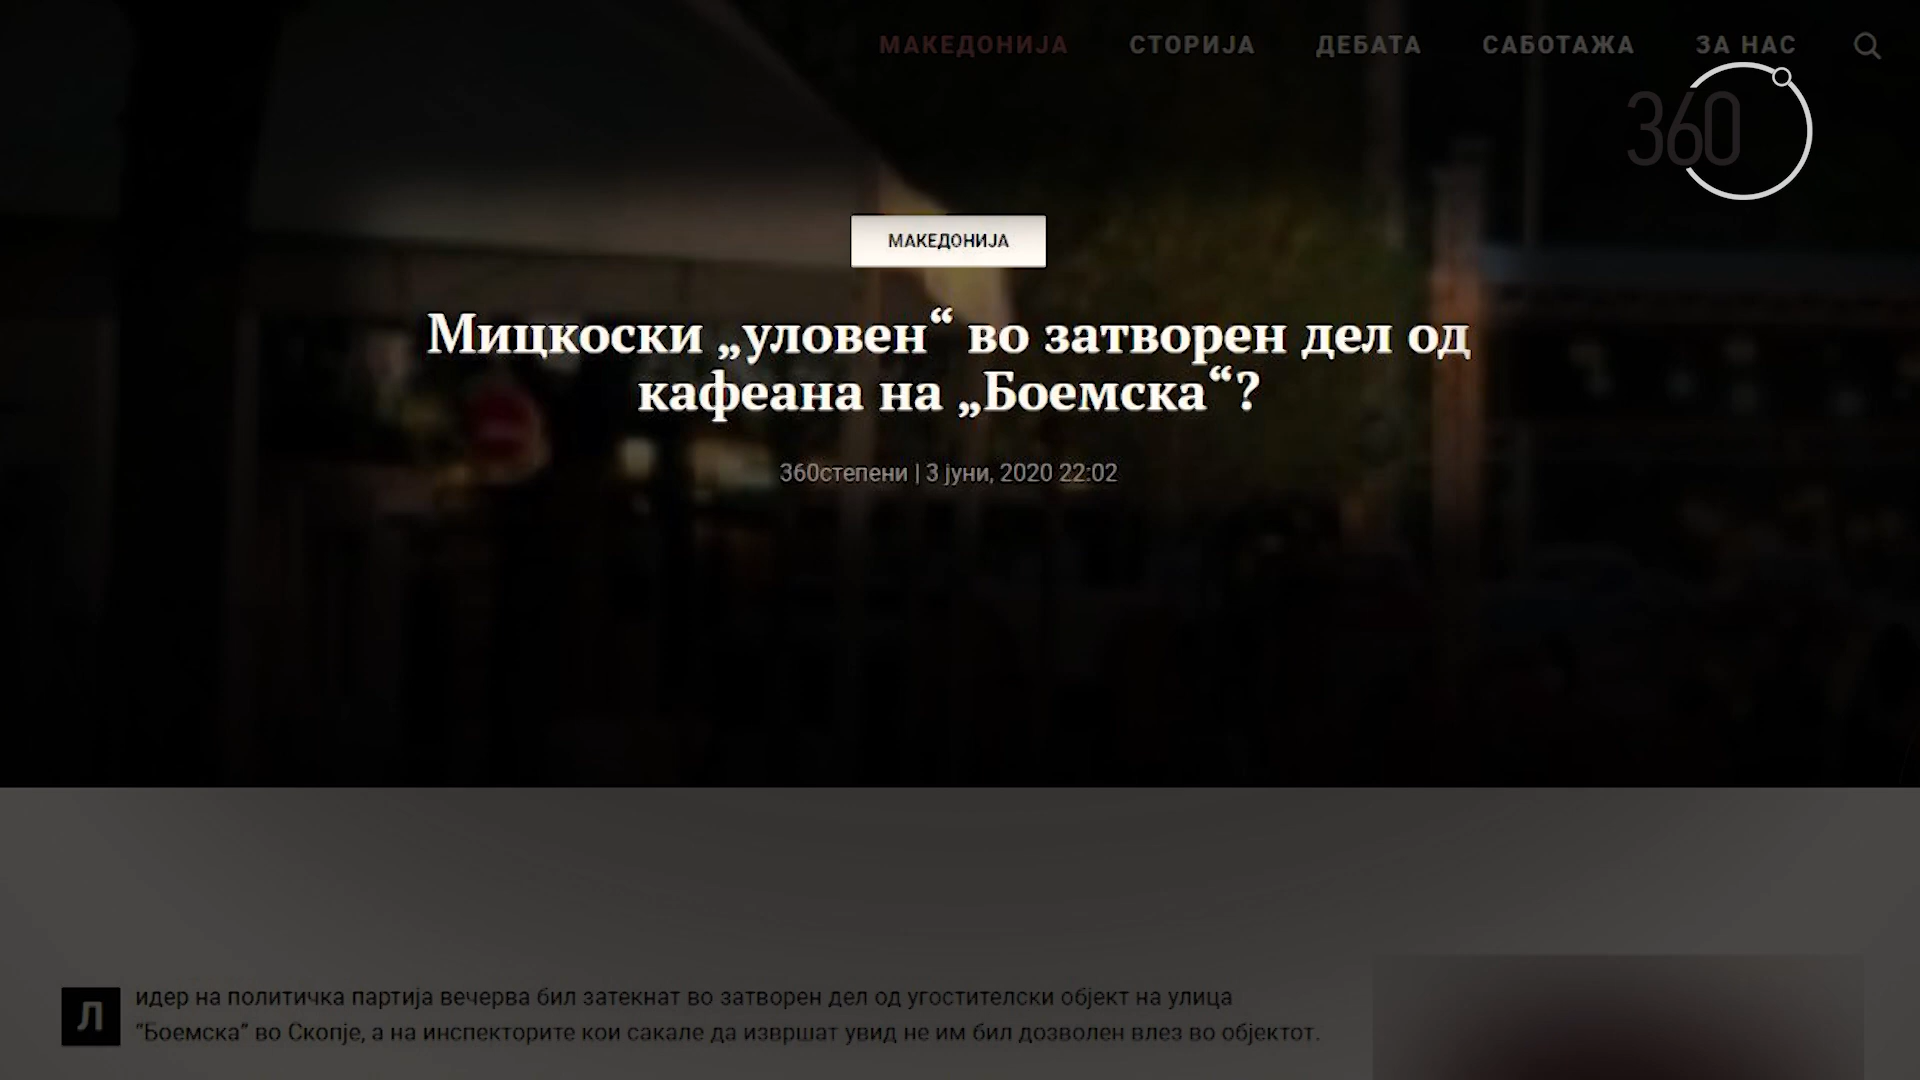 МАКЕДОНИЈА СТОРИЈА ДЕБАТА САБОТАЖА ЗА НАС
360
МАКЕДОНИЈА
Мицкоски „уловен“ во затворен дел од
кафеана на „Боемска“?
360степени | 3 јуни, 2020 22:02
Лидер на политичка партија вечерва бил затекнат во затворен дел од угостителски објект на улица
“Боемска” во Скопје, а на инспекторите кои сакале да извршат увид не им бил дозволен влез во објектот.